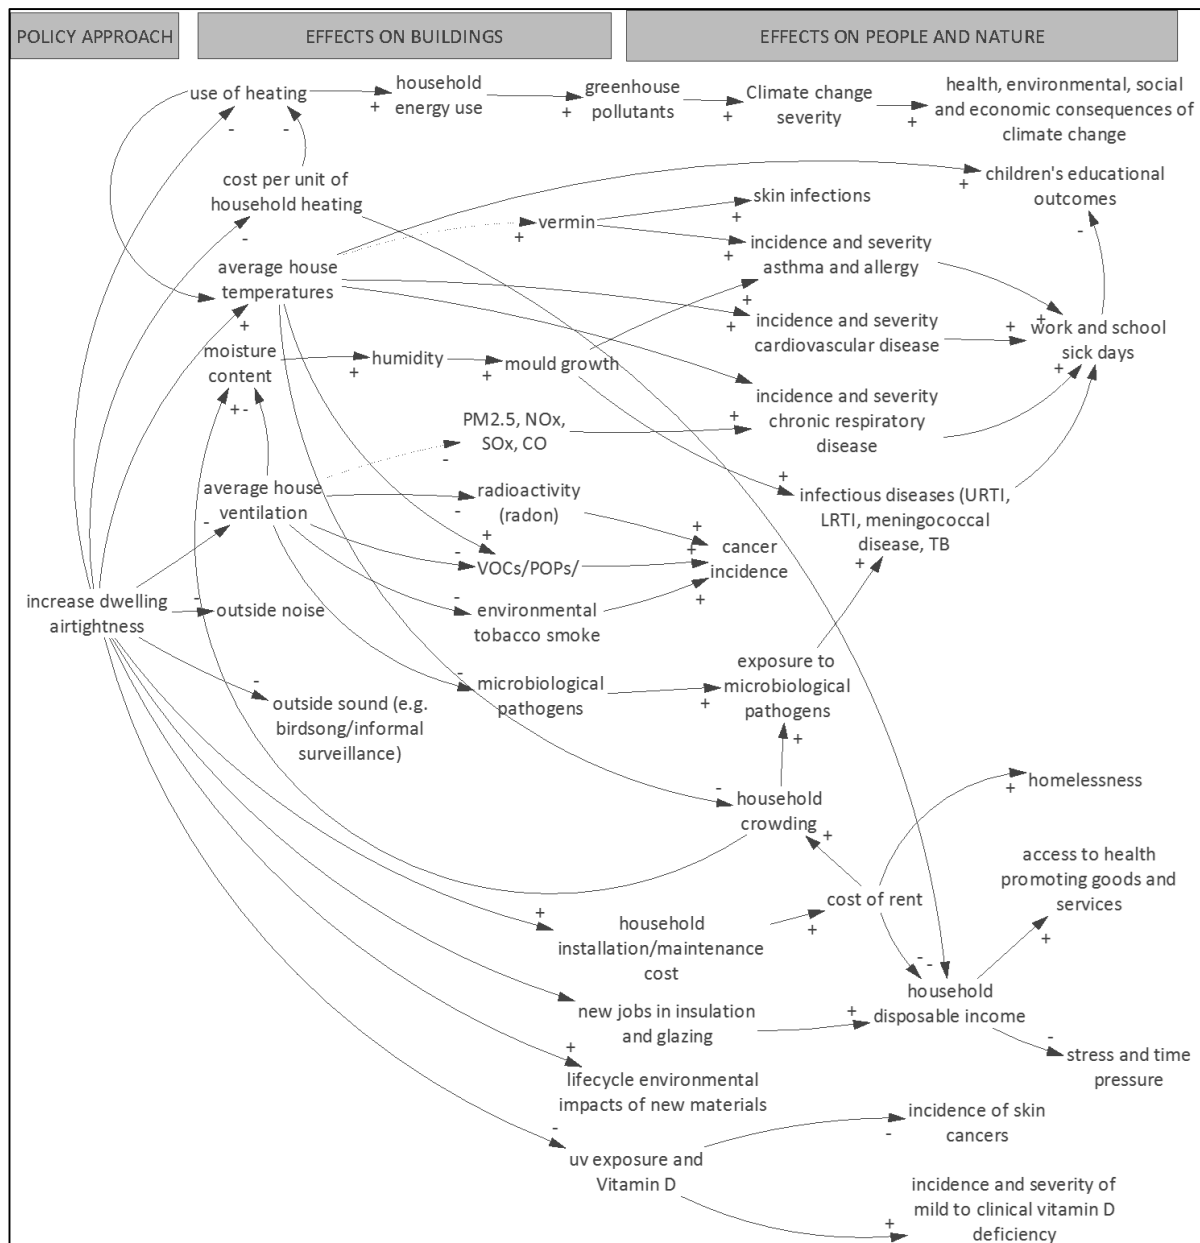 POLICY APPROACH
EFFECTS ON BUILDINGS
EFFECTS ON PEOPLE AND NATURE
use of heating
household
energy use
greenhouse
pollutants
Climate change
severity
health, environmental, social
and economic consequences of
climate change
+
+
+
+
-
-
cost per unit of
household heating
-
children's educational
outcomes
+
-
skin infections
+
vermin
+
incidence and severity
asthma and allergy
+
+
average house
temperatures
+
incidence and severity
cardiovascular disease
+
work and school
sick days
+
+
+
moisture
content
+ -
humidity
+
mould growth
+
incidence and severity
chronic respiratory
disease
+
PM2.5, NOx,
SOx, CO
-
average house
ventilation
-
radioactivity
(radon)
-
+
infectious diseases (URTI,
LRTI, meningococcal
disease, TB
+
+
cancer
incidence
+
+
+
VOCs/POPs/
-
increase dwelling
airtightness
outside noise
-
environmental
tobacco smoke
-
exposure to
microbiological
pathogens
+
+
microbiological
pathogens
-
outside sound (e.g.
birdsong/informal
surveillance)
-
household
crowding
-
+
homelessness
+
access to health
promoting goods and
services
+
cost of rent
+
household
installation/maintenance
cost
+
- -
household
disposable income
+
new jobs in insulation
and glazing
stress and time
pressure
-
lifecycle environmental
impacts of new materials
+
incidence of skin
cancers
-
uv exposure and
Vitamin D
-
incidence and severity of
mild to clinical vitamin D
deficiency
+